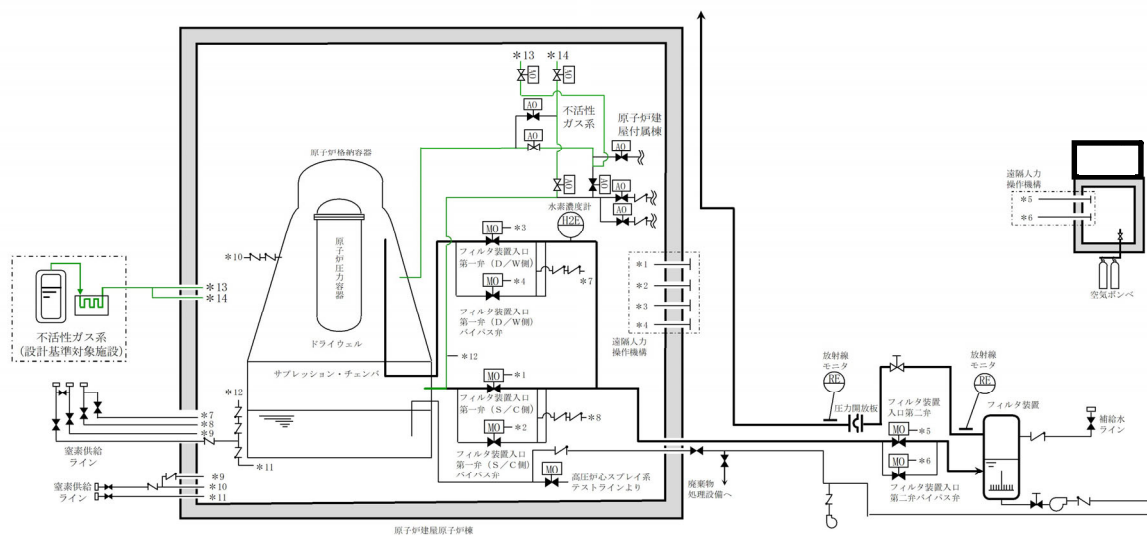 *13
*14
AO
AO
AO
不活性
ガス系
原子炉建
屋付属棟
AO
AO
原子炉格納容器
AO
AO
AO
AO
水素濃度計
H2E
遠隔人力
操作機構
*5
*6
空気ボンベ
原子炉圧力容器
*10
MO
*3
フィルタ装置入口
第一弁(D/W側)
MO
*4
*7
フィルタ装置入口
第一弁(D/W側)
バイパス弁
*1
*2
*3
*4
遠隔人力
操作機構
*13
*14
不活性ガス系
(設計基準対象施設)
ドライウェル
*12
サプレッション・チェンバ
MO
*1
フィルタ装置入口
第一弁(S/C側)
MO
*2
*8
フィルタ装置入口
第一弁(S/C側)
バイパス弁
放射線
モニタ
RE
放射線
モニタ
RE
圧力開放板
フィルタ装置
入口第二弁
MO
*5
フィルタ装置
補給水
ライン
MO
*6
フィルタ装置入口
第二弁バイパス弁
*12
*7
*8
*9
窒素供給
ライン
*11
*9
*10
*11
窒素供給
ライン
MO
高圧炉心スプレイ系
テストラインより
廃棄物
処理設備へ
原子炉建屋原子炉棟